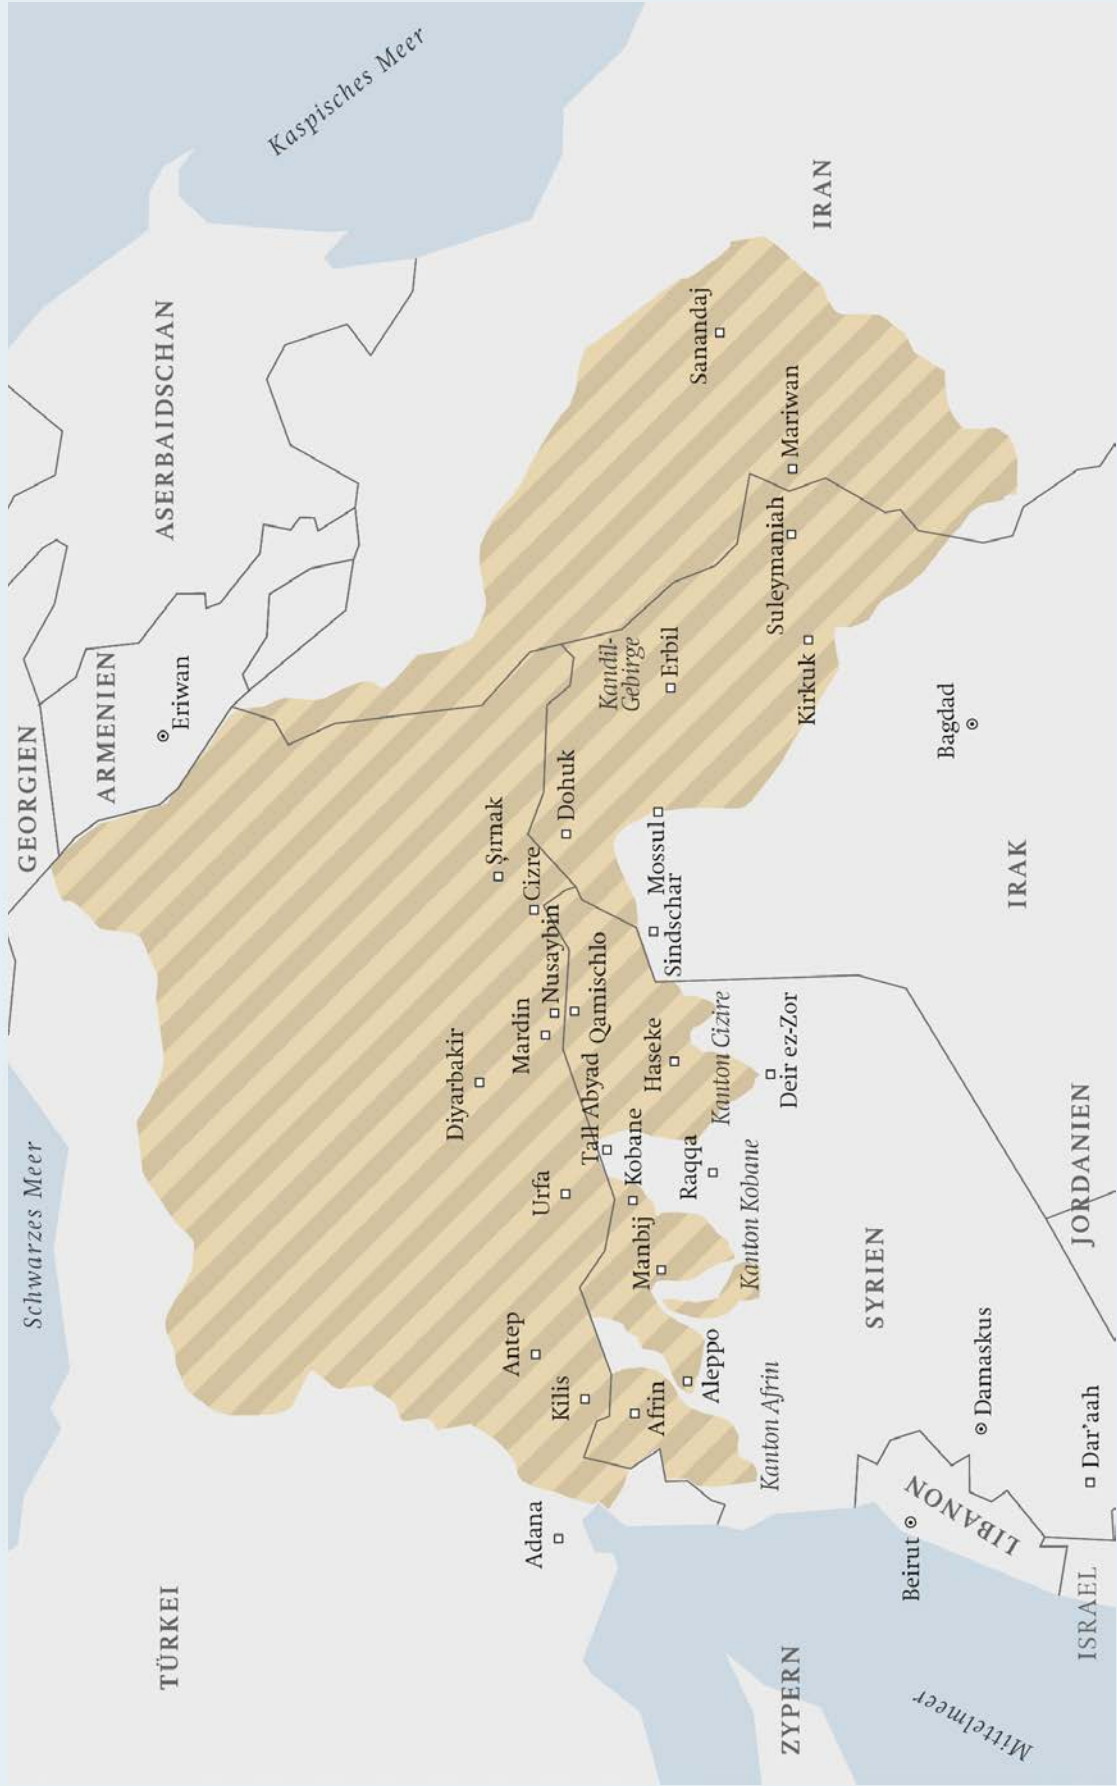 Schwarzes Meer
Kaspisches Meer
GEORGIEN
ARMENIEN
Eriwan
ASERBAIDSCHAN
TÜRKEI
Diyarbakir
Şırnak
Mardin
Cizre
Nusaybin
Antep
Urfa
Adana
Kilis
Qamischlo
Dohuk
Tall Abyad
Kobane
Kandil-
Gebirge
Erbil
Manbij
Haseke
Afrin
Mossul
Sindschar
Raqqa
Aleppo
Sanandaj
Kanton Cizire
Kanton Kobane
Kanton Afrin
Deir ez-Zor
Suleymaniah
Mariwan
Kirkuk
IRAN
ZYPERN
SYRIEN
Bagdad
IRAK
Beirut
LIBANON
Damaskus
Mittelmeer
ISRAEL
Dar’aah
JORDANIEN